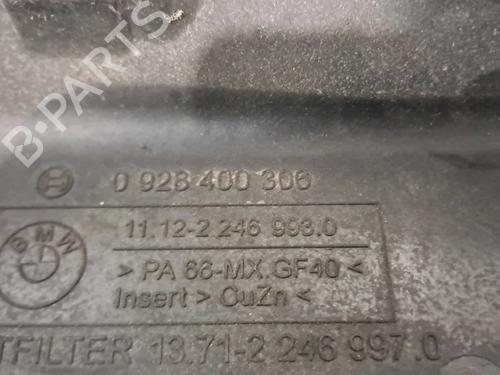 B-PARTS
0 928 400 306
BMW
11.12-2 246 993.0
> PA 66-MX.GF40 <
Insert > CuZn <
TFILTER 13.71-2 246 997.0